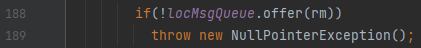 188 if(!locMsgQueue.offer(rm))
189 throw new NullPointerException();